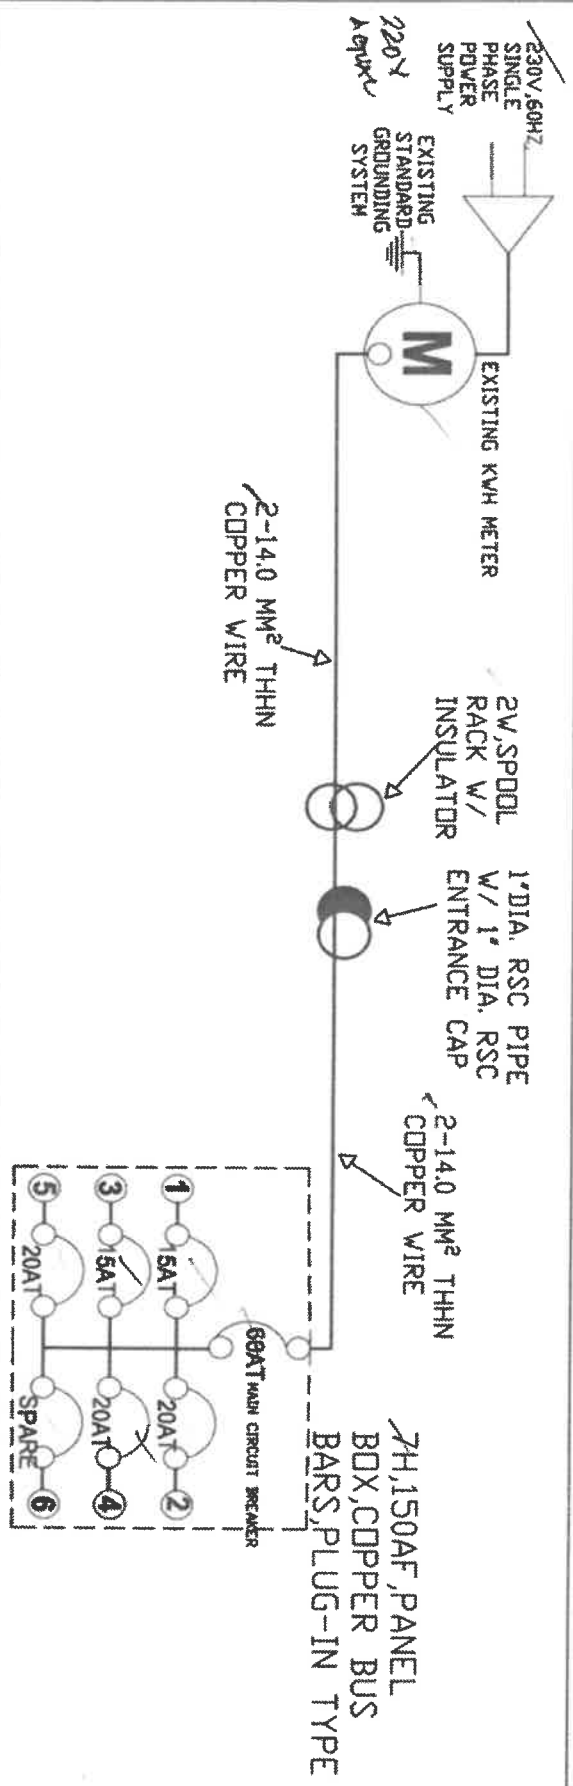 230V,60HZ,
SINGLE
PHASE
POWER
SUPPLY
220V
EXISTING
STANDARD
GROUNDING
SYSTEM
M
EXISTING KWH METER
2-14.0 MM² THHN
COPPER WIRE
2W,SPOOL
RACK W/
INSULATOR
1"DIA. RSC PIPE
W/ 1" DIA. RSC
ENTRANCE CAP
2-14.0 MM² THHN
COPPER WIRE
7H,150AF,PANEL
BOX,COPPER BUS
BARS,PLUG-IN TYPE
60AT MAIN CIRCUIT BREAKER
1
15AT
20AT
2
3
15AT
20AT
4
5
20AT
SPARE
6